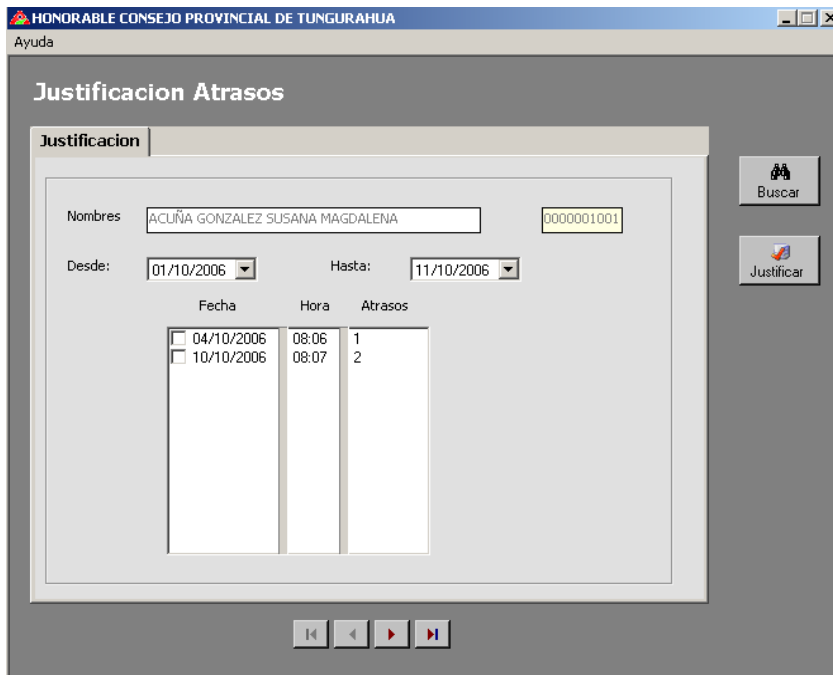 HONORABLE CONSEJO PROVINCIAL DE TUNGURAHUA
Ayuda
Justificacion Atrasos
Justificacion
Buscar
Nombres ACUÑA GONZALEZ SUSANA MAGDALENA 0000001001
Justificar
Desde: 01/10/2006 Hasta: 11/10/2006
Fecha Hora Atrasos
04/10/2006 08:06 1
10/10/2006 08:07 2